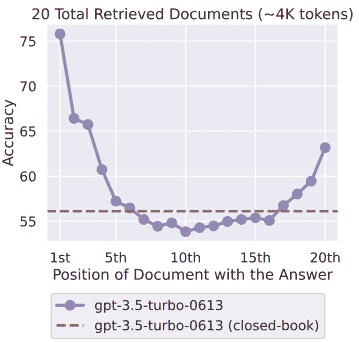 20 Total Retrieved Documents (~4K tokens)
75
70
65
60
55
Accuracy
1st 5th 10th 15th 20th
Position of Document with the Answer
gpt-3.5-turbo-0613
gpt-3.5-turbo-0613 (closed-book)